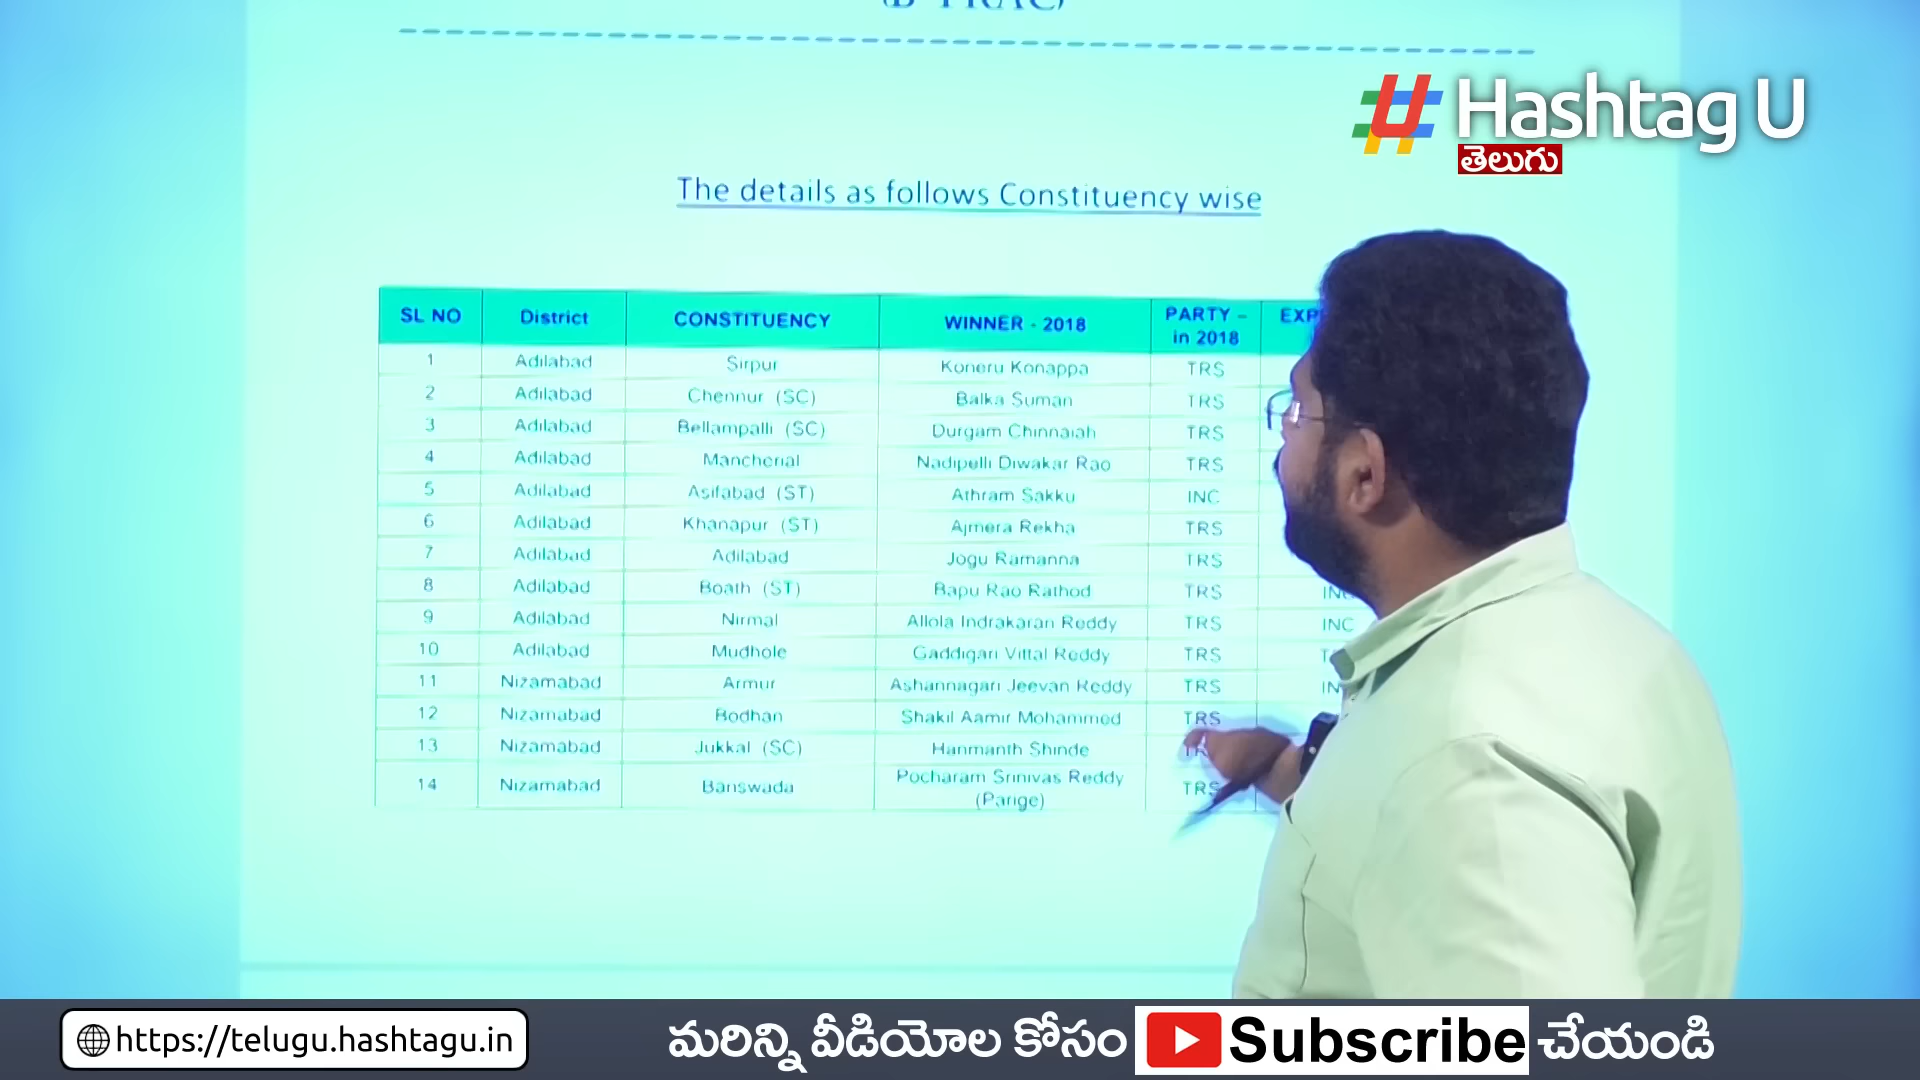 Hashtag U
తెలుగు
The details as follows Constituency wise
SL NO District CONSTITUENCY WINNER - 2018 PARTY – in 2018
1 Adilabad Sirpur Koneru Konappa TRS
2 Adilabad Chennur (SC) Balka Suman TRS
3 Adilabad Bellampalli (SC) Durgam Chinnaiah TRS
4 Adilabad Mancherial Nadipelli Diwakar Rao TRS
5 Adilabad Asifabad (ST) Athram Sakku INC
6 Adilabad Khanapur (ST) Ajmera Rekha TRS
7 Adilabad Adilabad Jogu Ramanna TRS
8 Adilabad Boath (ST) Bapu Rao Rathod TRS
9 Adilabad Nirmal Allola Indrakaran Reddy TRS INC
10 Adilabad Mudhole Gaddigari Vittal Reddy TRS
11 Nizamabad Armur Ashannagari Jeevan Reddy TRS
12 Nizamabad Bodhan Shakil Aamir Mohammed TRS
13 Nizamabad Jukkal (SC) Hanmanth Shinde
14 Nizamabad Banswada Pocharam Srinivas Reddy (Parige) TRS
https://telugu.hashtagu.in
మరిన్ని వీడియోల కోసం Subscribe చేయండి